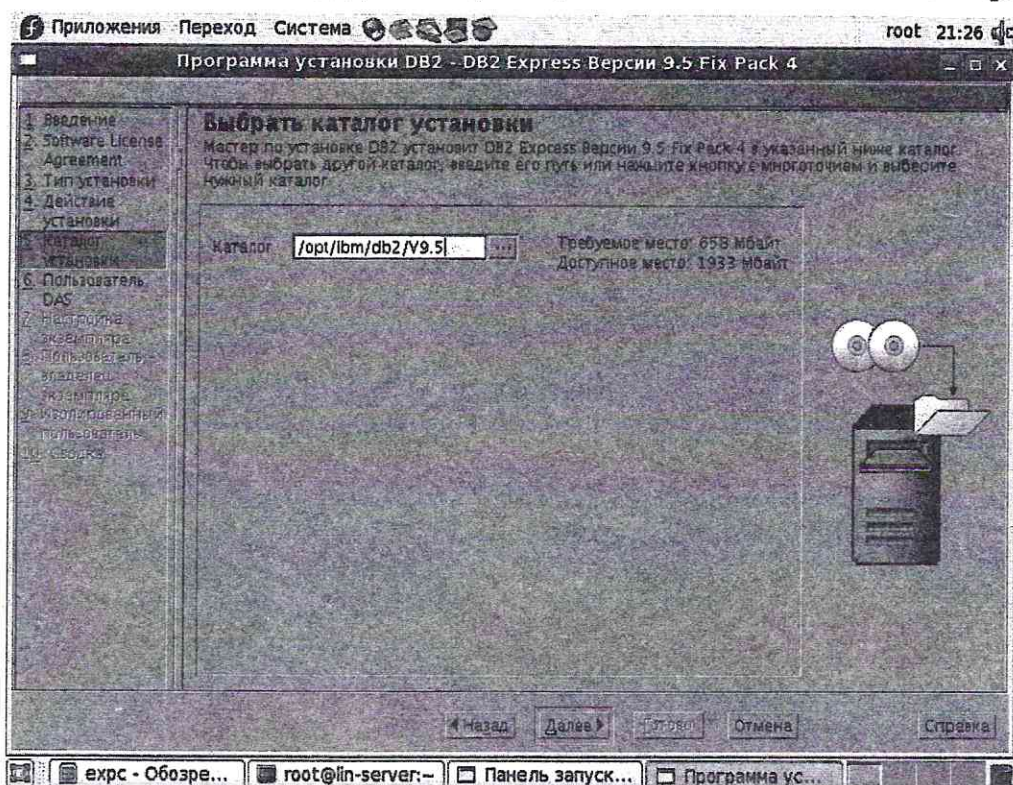 Приложения Переход Система
root 21:26
Программа установки DB2 - DB2 Express Версии 9.5 Fix Pack 4
1. Введение
2. Software License
Agreement
3. Тип установки
4. Действие
установки
5. Каталог
установки
6. Пользователь
DAS
7. Настройка
экземпляра
8. Пользователь -
владелец
экземпляра
9. Изолированный
пользователь
10. Сводка
Выбрать каталог установки
Мастер по установке DB2 установит DB2 Express Версии 9.5 Fix Pack 4 в указанный ниже каталог.
Чтобы выбрать другой каталог, введите его путь или нажмите кнопку с многоточием и выберите
нужный каталог.
Каталог /opt/ibm/db2/V9.5 ...
Требуемое место: 658 Мбайт
Доступное место: 1933 Мбайт
Назад Далее Готово Отмена Справка
expc - Обозре... root@lin-server:~ Панель запуск... Программа ус...